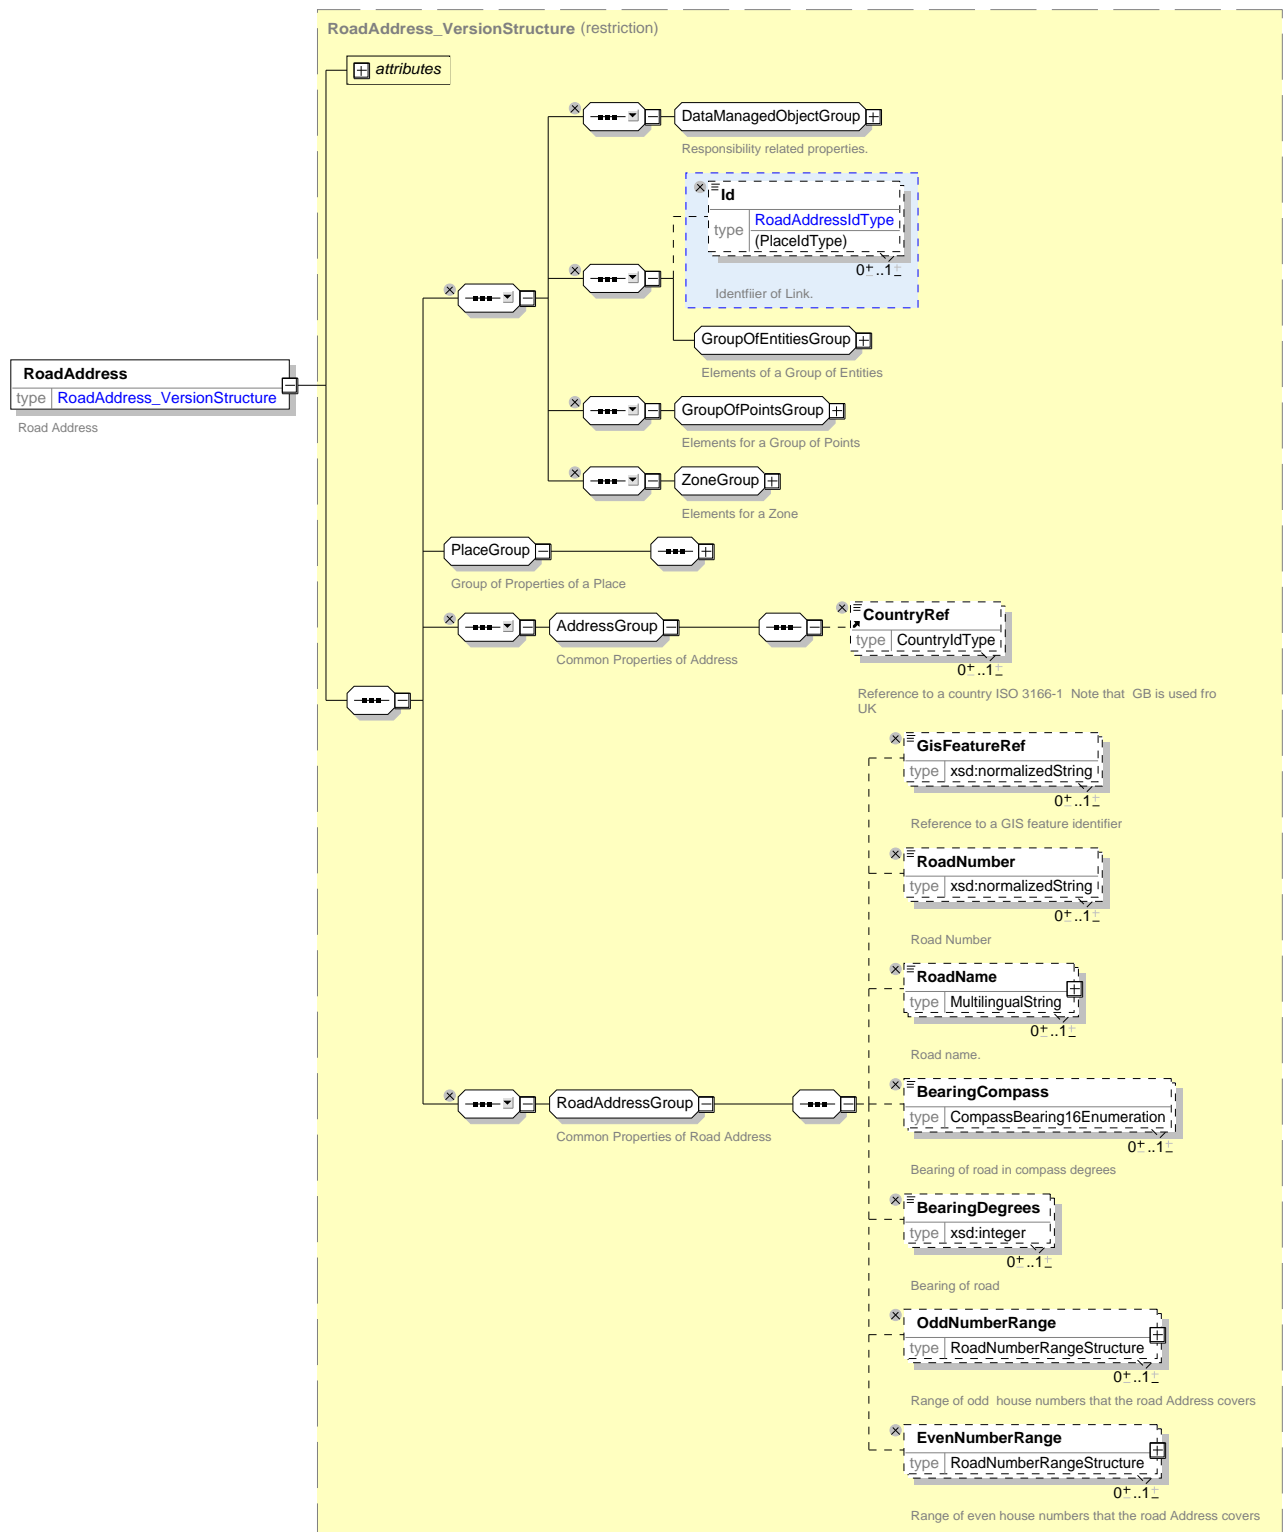 RoadAddress_VersionStructure (restriction)
attributes
DataManagedObjectGroup
Responsibility related properties.
Id
type RoadAddressIdType
(PlaceIdType)
0..1
Identfiier of Link.
GroupOfEntitiesGroup
Elements of a Group of Entities
RoadAddress
type RoadAddress_VersionStructure
Road Address
GroupOfPointsGroup
Elements for a Group of Points
ZoneGroup
Elements for a Zone
PlaceGroup
Group of Properties of a Place
AddressGroup
Common Properties of Address
CountryRef
type CountryIdType
0..1
Reference to a country ISO 3166-1  Note that  GB is used fro
UK
GisFeatureRef
type xsd:normalizedString
0..1
Reference to a GIS feature identifier
RoadNumber
type xsd:normalizedString
0..1
Road Number
RoadName
type MultilingualString
0..1
Road name.
RoadAddressGroup
Common Properties of Road Address
BearingCompass
type CompassBearing16Enumeration
0..1
Bearing of road in compass degrees
BearingDegrees
type xsd:integer
0..1
Bearing of road
OddNumberRange
type RoadNumberRangeStructure
0..1
Range of odd  house numbers that the road Address covers
EvenNumberRange
type RoadNumberRangeStructure
0..1
Range of even house numbers that the road Address covers